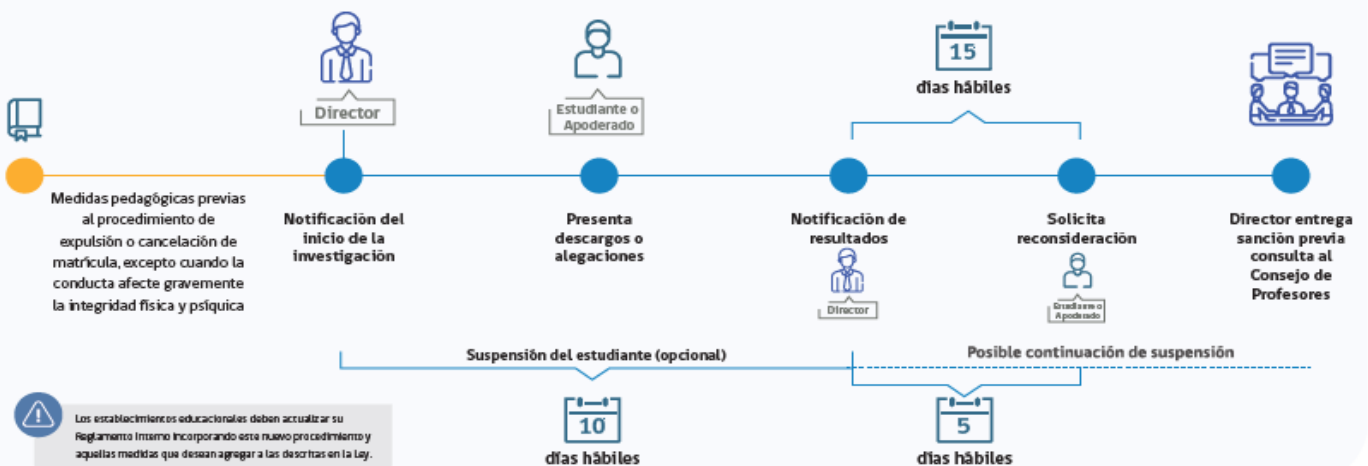 15
días hábiles
Director
Estudiante o
Apoderado
Medidas pedagógicas previas
al procedimiento de
expulsión o cancelación de
matrícula, excepto cuando la
conducta afecte gravemente
la integridad física y psíquica
Notificación del
inicio de la
investigación
Presenta
descargos o
alegaciones
Notificación de
resultados
Director
Solicita
reconsideración
Estudiante o
Apoderado
Director entrega
sanción previa
consulta al
Consejo de
Profesores
Suspensión del estudiante (opcional)
Posible continuación de suspensión
10
días hábiles
5
días hábiles
Los establecimientos educacionales deben actualizar su
Reglamento Interno incorporando este nuevo procedimiento y
aquellas medidas que desean agregar a las descritas en la Ley.